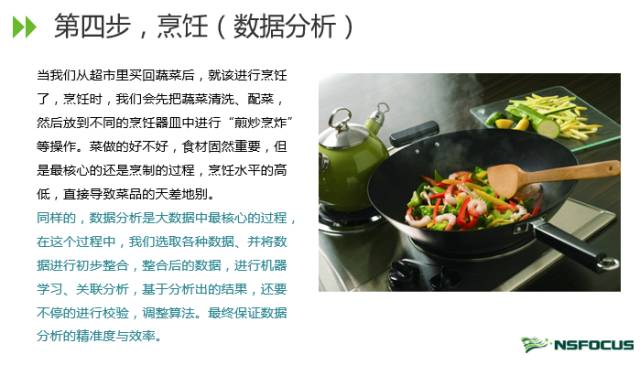 第四步，烹饪（数据分析）
当我们从超市里买回蔬菜后，就该进行烹饪
了，烹饪时，我们会先把蔬菜清洗、配菜，
然后放到不同的烹饪器皿中进行“煎炒烹炸”
等操作。菜做的好不好，食材固然重要，但
是最核心的还是烹制的过程，烹饪水平的高
低，直接导致菜品的天差地别。
同样的，数据分析是大数据中最核心的过程，
在这个过程中，我们选取各种数据、并将数
据进行初步整合，整合后的数据，进行机器
学习、关联分析，基于分析出的结果，还要
不停的进行校验，调整算法。最终保证数据
分析的精准度与效率。
NSFOCUS